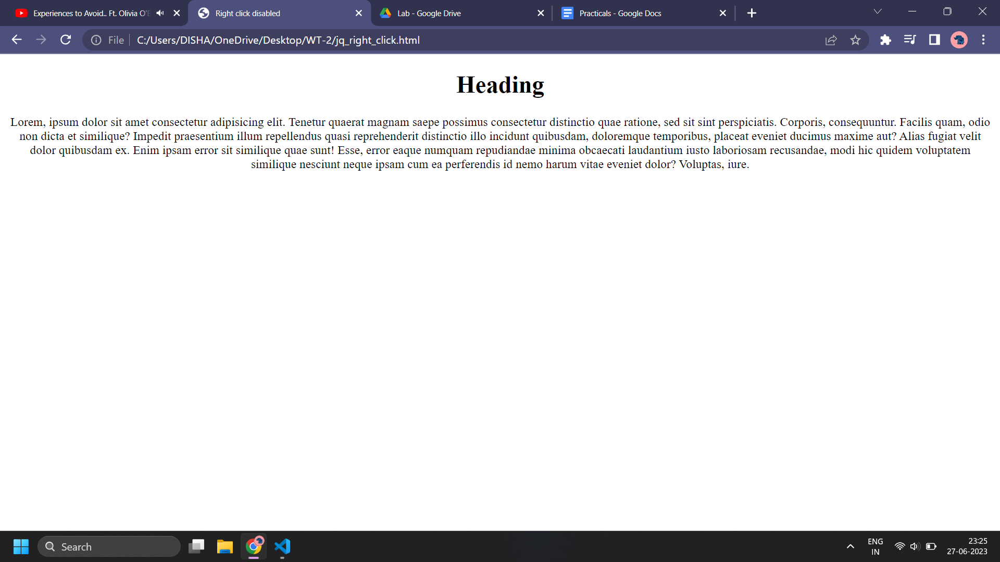 Experiences to Avoid.. Ft. Olivia O'
Right click disabled
Lab - Google Drive
Practicals - Google Docs
File
C:/Users/DISHA/OneDrive/Desktop/WT-2/jq_right_click.html
Heading
Lorem, ipsum dolor sit amet consectetur adipisicing elit. Tenetur quaerat magnam saepe possimus consectetur distinctio quae ratione, sed sit sint perspiciatis. Corporis, consequuntur. Facilis quam, odio
non dicta et similique? Impedit praesentium illum repellendus quasi reprehenderit distinctio illo incidunt quibusdam, doloremque temporibus, placeat eveniet ducimus maxime aut? Alias fugiat velit
dolor quibusdam ex. Enim ipsam error sit similique quae sunt! Esse, error eaque numquam repudiandae minima obcaecati laudantium iusto laboriosam recusandae, modi hic quidem voluptatem
similique nesciunt neque ipsam cum ea perferendis id nemo harum vitae eveniet dolor? Voluptas, iure.
Search
ENG
IN
23:25
27-06-2023